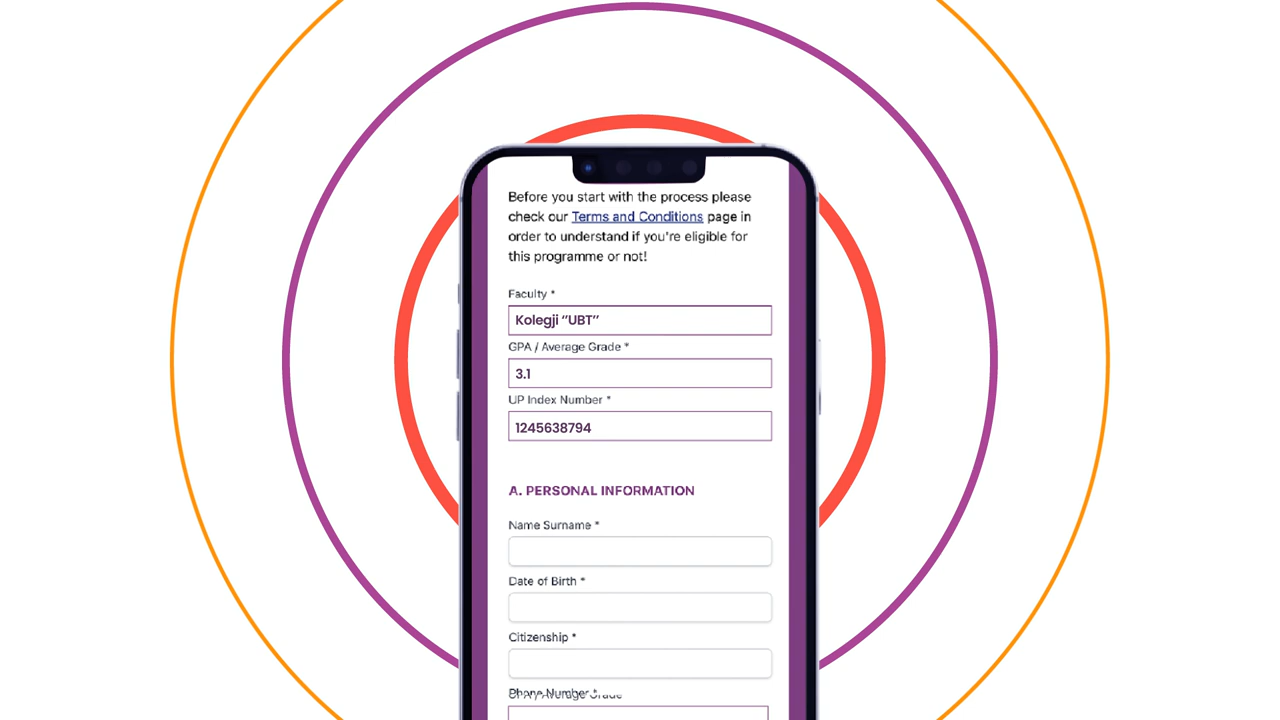 Before you start with the process please
check our Terms and Conditions page in
order to understand if you're eligible for
this programme or not!
Faculty *
Kolegji “UBT”
GPA / Average Grade *
3.1
UP Index Number *
1245638794
A. PERSONAL INFORMATION
Name Surname *
Date of Birth *
Citizenship *
Phone Number *